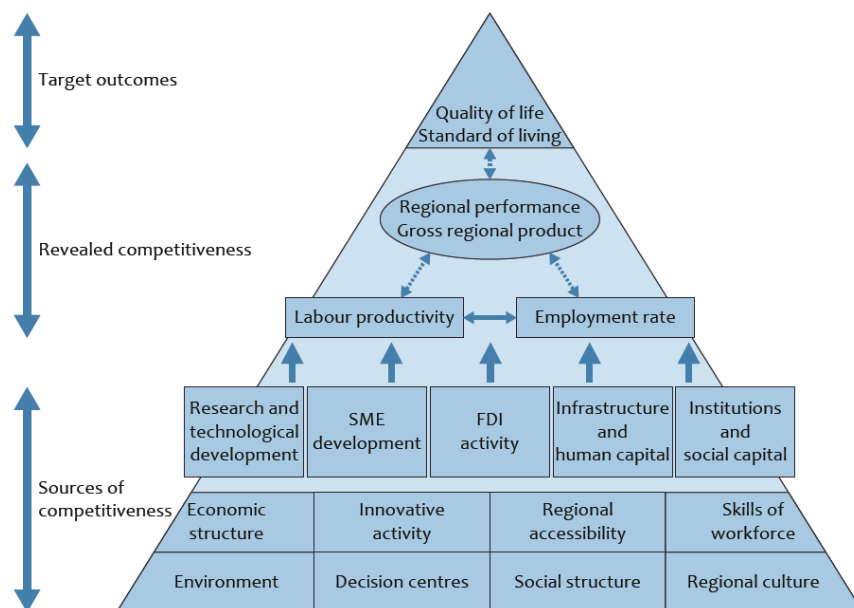 Target outcomes
Quality of life
Standard of living
Revealed competitiveness
Regional performance
Gross regional product
Labour productivity
Employment rate
Sources of
competitiveness
Research and
technological
development
SME
development
FDI
activity
Infrastructure
and
human capital
Institutions
and
social capital
Economic
structure
Innovative
activity
Regional
accessibility
Skills of
workforce
Environment
Decision centres
Social structure
Regional culture